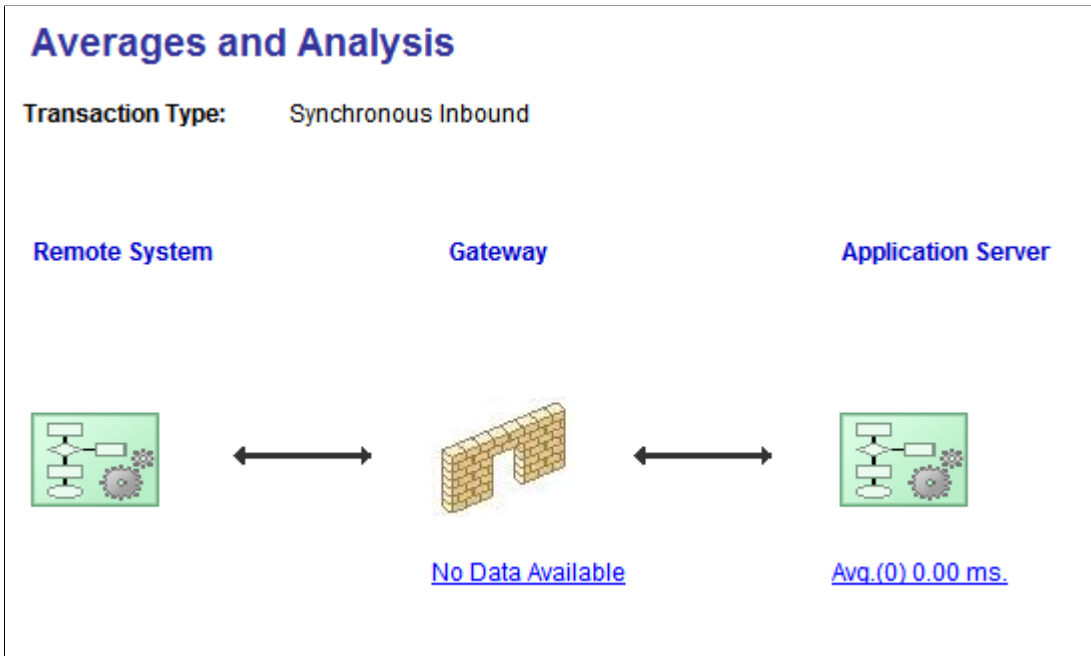 Averages and Analysis
Transaction Type: Synchronous Inbound
Remote System Gateway Application Server
No Data Available Avg.(0) 0.00 ms.